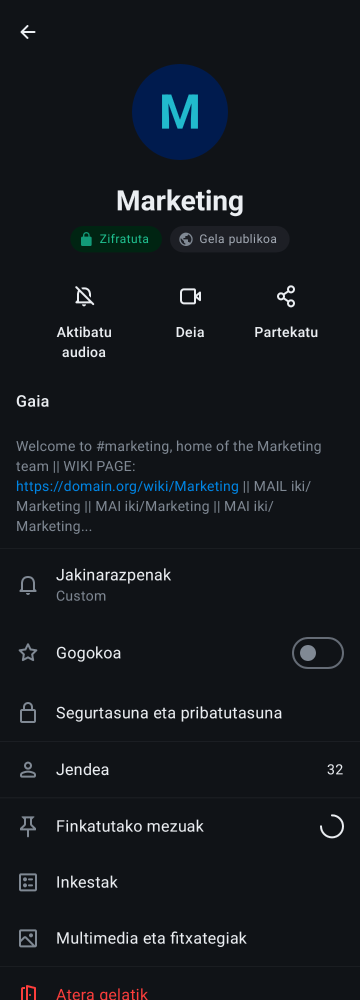 M
Marketing
Zifratuta
Gela publikoa
Aktibatu
audioa
Deia
Partekatu
Gaia
Welcome to #marketing, home of the Marketing
team || WIKI PAGE:
https://domain.org/wiki/Marketing || MAIL iki/
Marketing || MAI iki/Marketing || MAI iki/
Marketing...
Jakinarazpenak
Custom
Gogokoa
Segurtasuna eta pribatutasuna
Jendea
32
Finkatutako mezuak
Inkestak
Multimedia eta fitxategiak
Atera gelatik